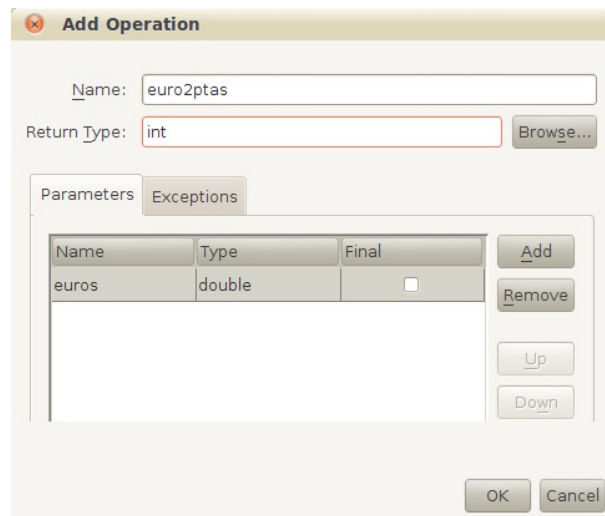 Add Operation
Name: euro2ptas
Return Type: int Browse...
Parameters Exceptions
Name Type Final Add
euros double Remove
Up
Down
OK Cancel